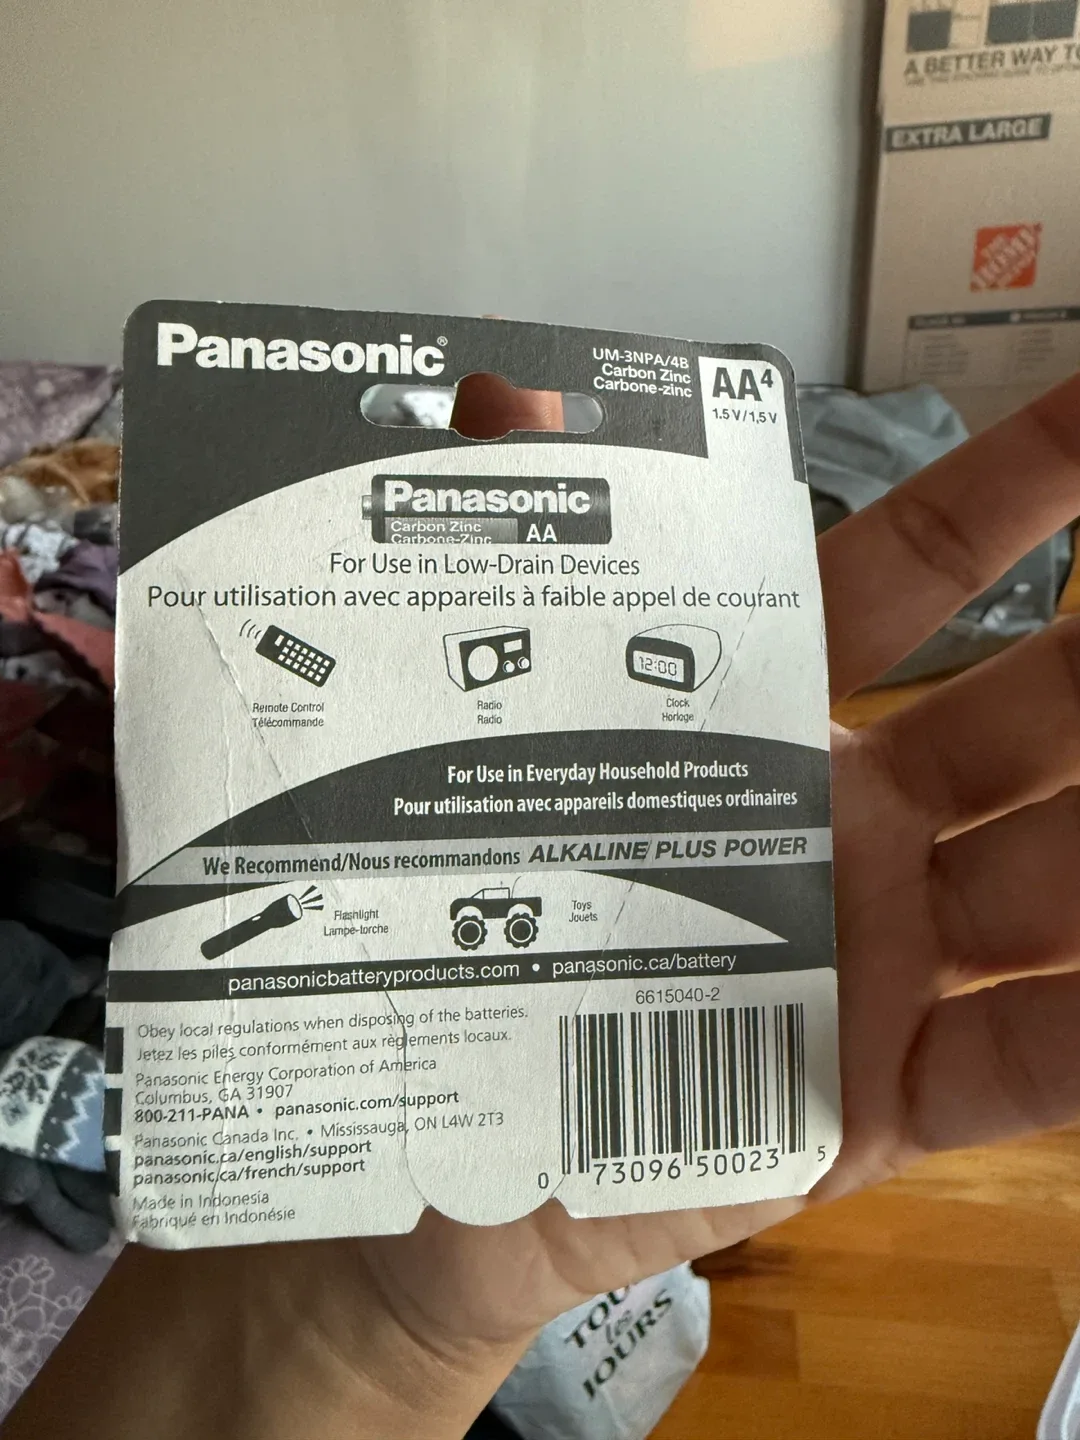 A BETTER WAY TO
EXTRA LARGE
THE HOME
Panasonic®
UM-3NPA/4B
Carbon Zinc
Carbone-zinc
AA4
1.5 V/1,5 V
Panasonic
Carbon Zinc
Carbone-Zinc
AA
For Use in Low-Drain Devices
Pour utilisation avec appareils à faible appel de courant
12:00
Remote Control
Télécommande
Radio
Radio
Clock
Horloge
For Use in Everyday Household Products
Pour utilisation avec appareils domestiques ordinaires
We Recommend/Nous recommandons ALKALINE PLUS POWER
Flashlight
Lampe-torche
Toys
Jouets
panasonicbatteryproducts.com • panasonic.ca/battery
Obey local regulations when disposing of the batteries.
Jetez les piles conformément aux règlements locaux.
Panasonic Energy Corporation of America
Columbus, GA 31907
800-211-PANA • panasonic.com/support
Panasonic Canada Inc. • Mississauga, ON L4W 2T3
panasonic.ca/english/support
panasonic.ca/french/support
Made in Indonesia
Fabriqué en Indonésie
6615040-2
0 73096 50023 5
TOUS
les
JOURS